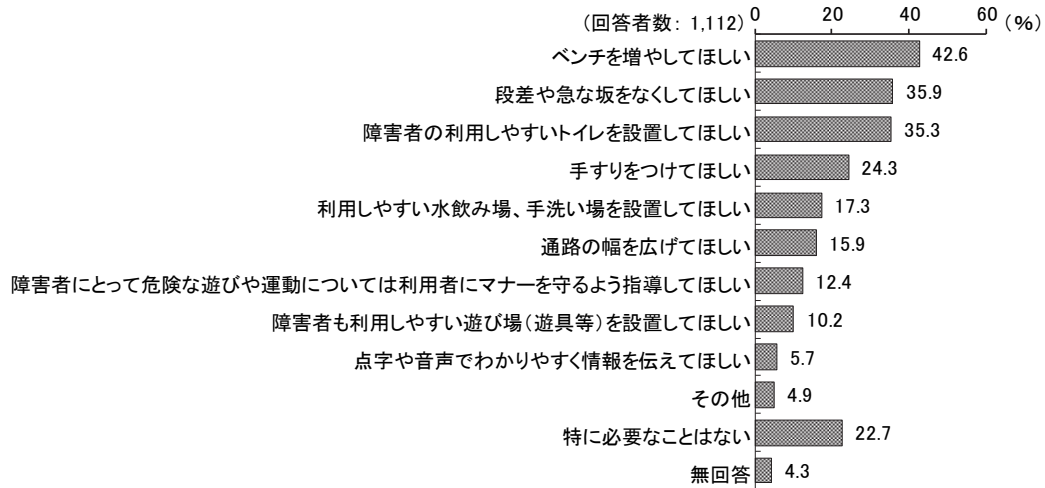 (回答者数: 1,112) 0 20 40 60 (%)
ベンチを増やしてほしい 42.6
段差や急な坂をなくしてほしい 35.9
障害者の利用しやすいトイレを設置してほしい 35.3
手すりをつけてほしい 24.3
利用しやすい水飲み場、手洗い場を設置してほしい 17.3
通路の幅を広げてほしい 15.9
障害者にとって危険な遊びや運動については利用者にマナーを守るよう指導してほしい 12.4
障害者も利用しやすい遊び場(遊具等)を設置してほしい 10.2
点字や音声でわかりやすく情報を伝えてほしい 5.7
その他 4.9
特に必要なことはない 22.7
無回答 4.3